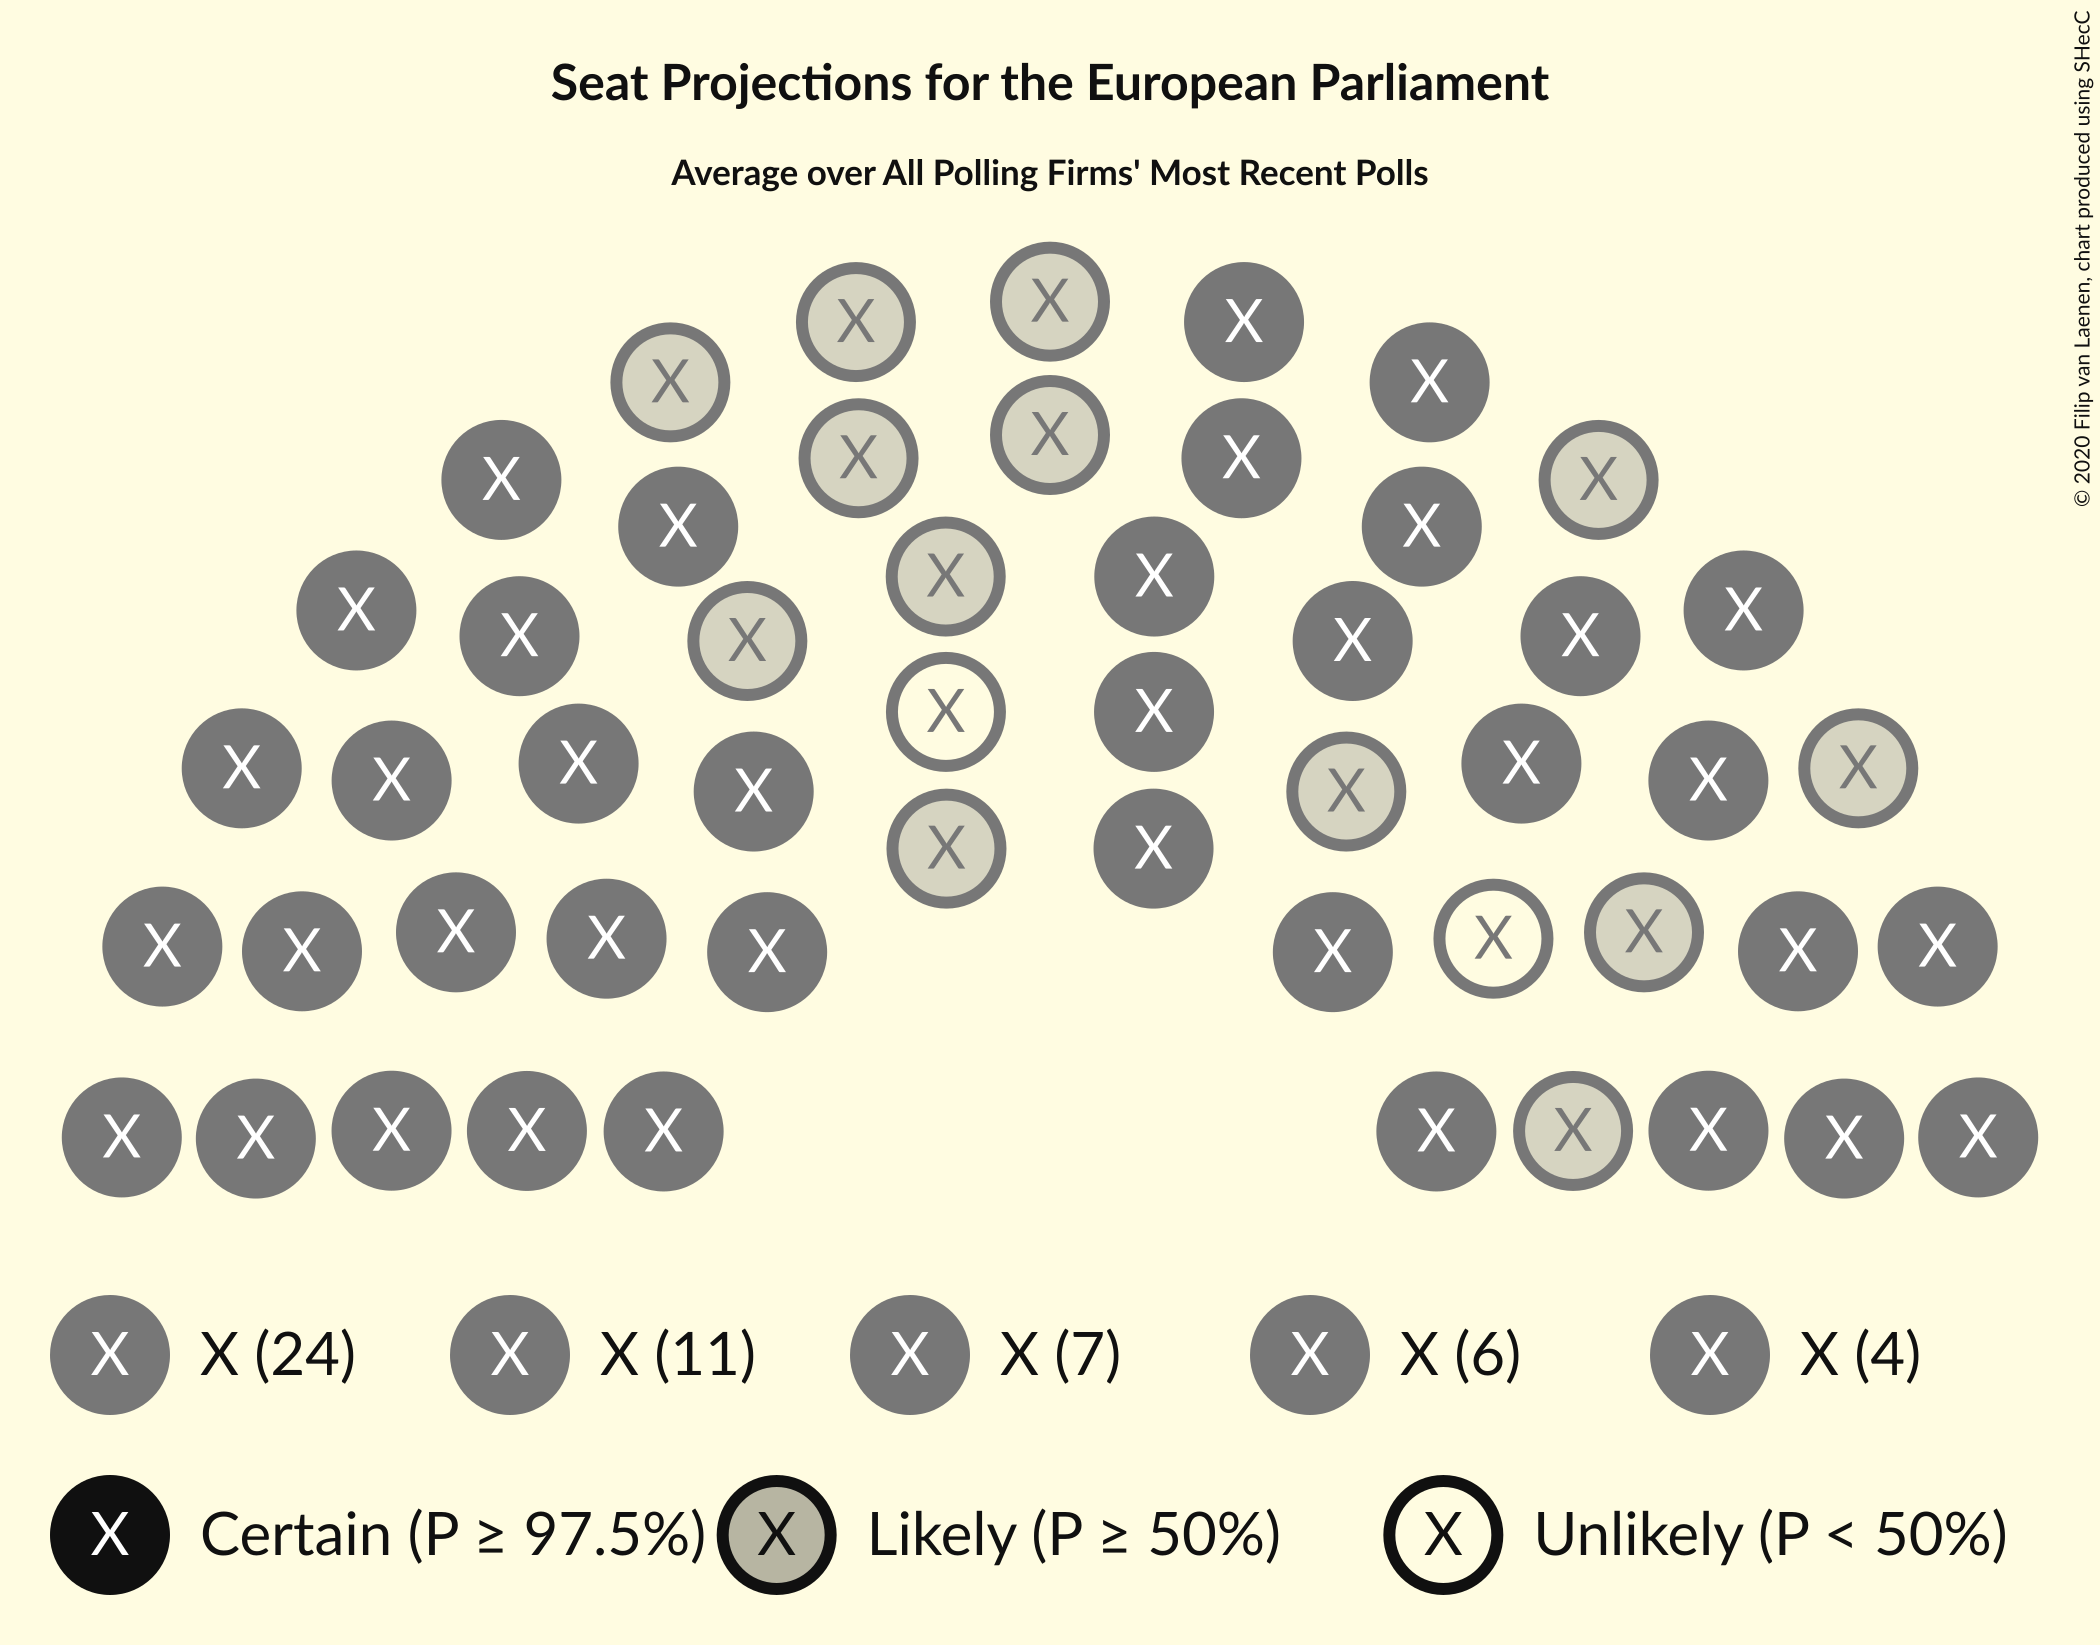 Seat Projections for the European Parliament
Average over All Polling Firms' Most Recent Polls
© 2020 Filip van Laenen, chart produced using SHecC
X
X X
X X
X
X X
X X
X X
X X
X X
X X
X X
X X
X X
X X
X X
X X
X X X X
X X
X X X X
X X
X X
X X X X
X X X X
X X
X X X X X X
X X X X X X X X X X
X X (24) X X (11) X X (7) X X (6) X X (4)
X Certain (P ≥ 97.5%) X Likely (P ≥ 50%) X Unlikely (P < 50%)